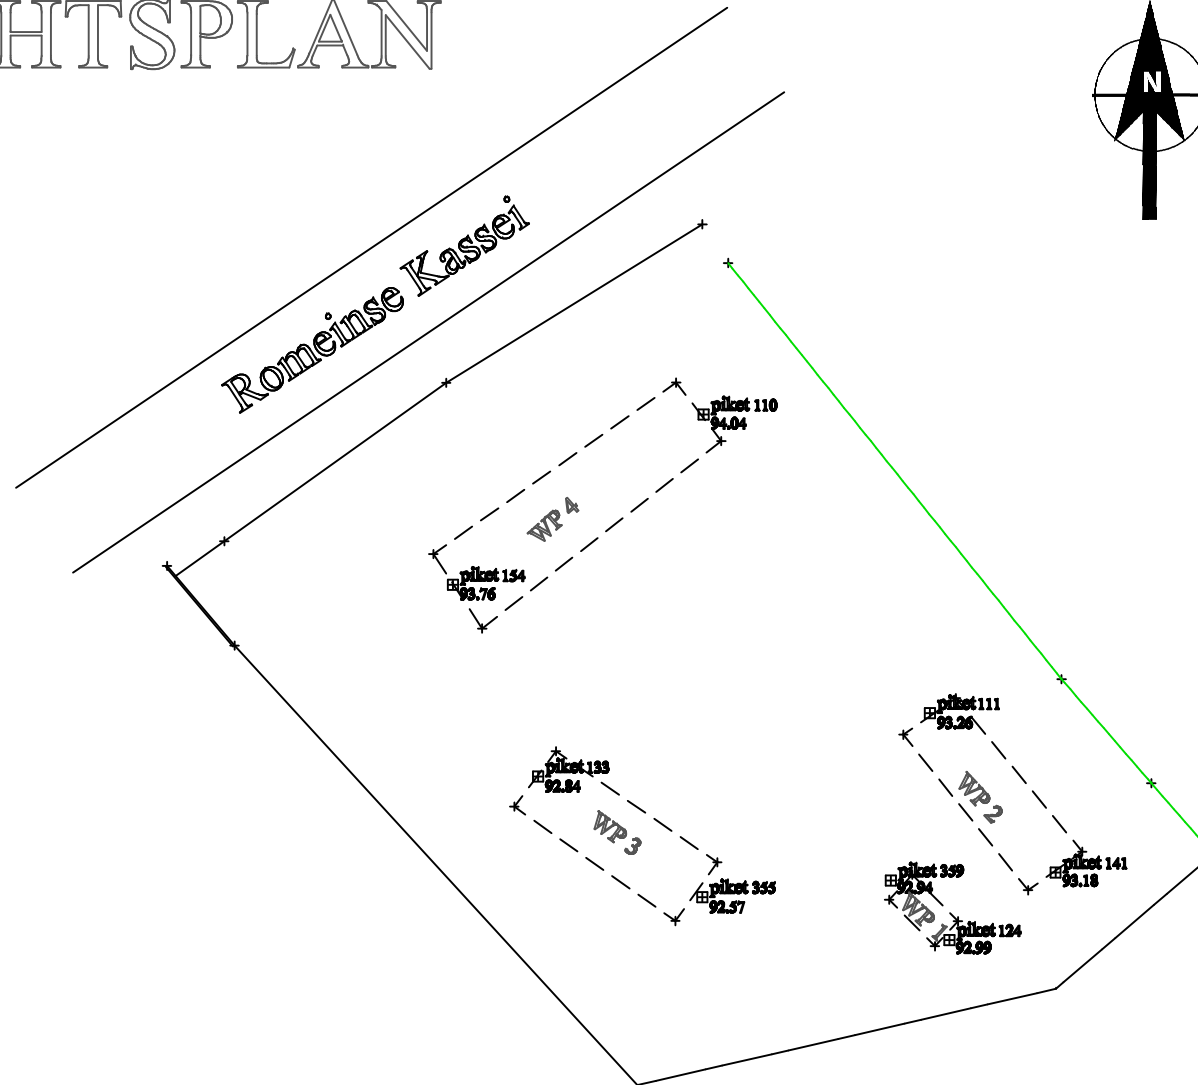 HTSPLAN
N
Romeinse Kassei
piket 110
94.04
WP 4
piket 154
93.76
piket 111
93.26
piket 133
92.84
WP 2
WP 3
piket 141
93.18
piket 359
92.94
piket 355
92.57
WP 1
piket 124
92.99